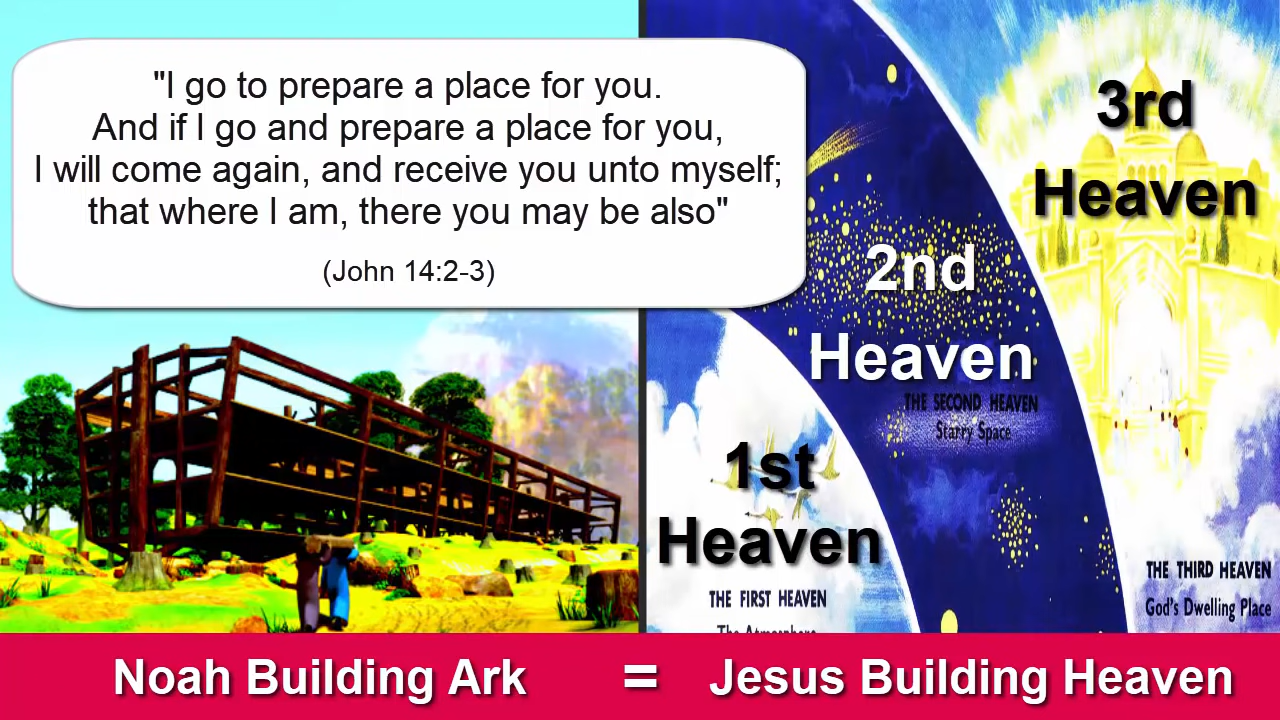 "I go to prepare a place for you.
And if I go and prepare a place for you,
I will come again, and receive you unto myself;
that where I am, there you may be also"
(John 14:2-3)
3rd
Heaven
2nd
Heaven
THE SECOND HEAVEN
Starry Space
1st
Heaven
THE FIRST HEAVEN
The Atmosphere
THE THIRD HEAVEN
God's Dwelling Place
Noah Building Ark = Jesus Building Heaven